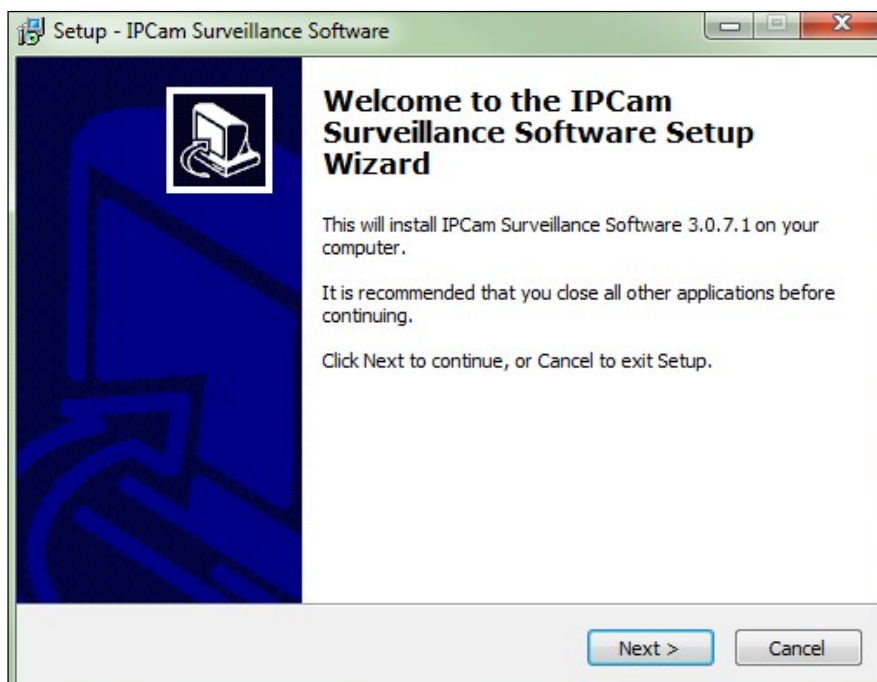 Setup - IPCam Surveillance Software
Welcome to the IPCam
Surveillance Software Setup
Wizard
This will install IPCam Surveillance Software 3.0.7.1 on your
computer.
It is recommended that you close all other applications before
continuing.
Click Next to continue, or Cancel to exit Setup.
Next >
Cancel